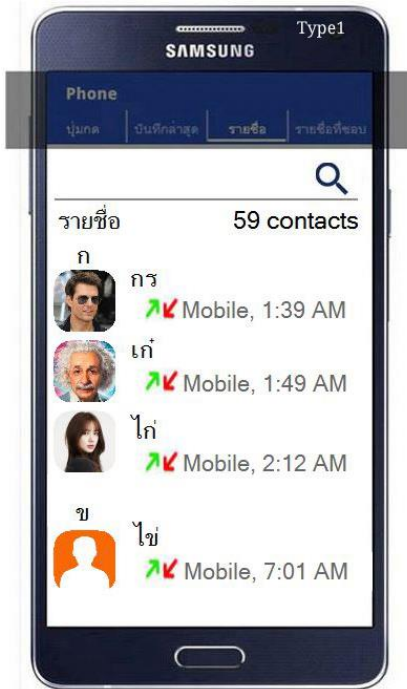 Type1
SAMSUNG
Phone
ปุ่มกด บันทึกล่าสุด รายชื่อ รายชื่อที่ชอบ
รายชื่อ 59 contacts
ก
กร
Mobile, 1:39 AM
เก๋
Mobile, 1:49 AM
ไก่
Mobile, 2:12 AM
ข
ไข่
Mobile, 7:01 AM